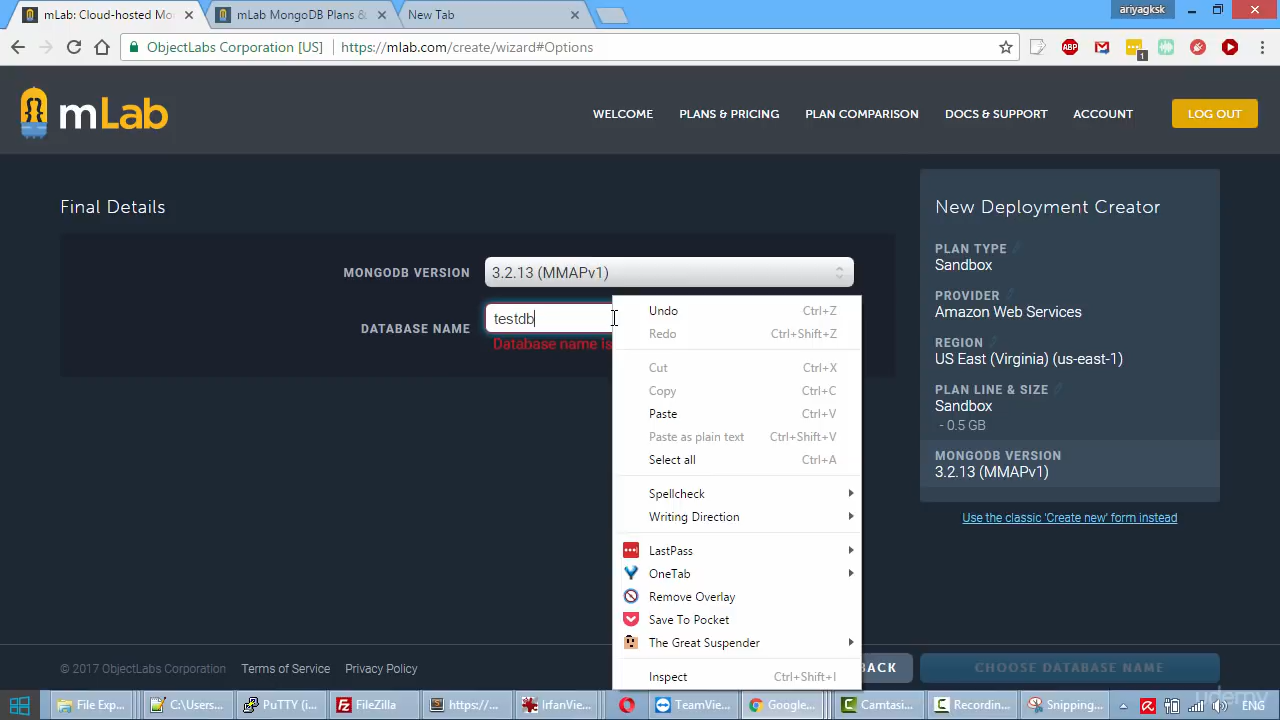 mLab: Cloud-hosted Mo
mLab MongoDB Plans &
New Tab
ariyagksk
ObjectLabs Corporation [US]
https://mlab.com/create/wizard#Options
ABP
1
mLab
WELCOME
PLANS & PRICING
PLAN COMPARISON
DOCS & SUPPORT
ACCOUNT
LOG OUT
Final Details
MONGODB VERSION
3.2.13 (MMAPv1)
DATABASE NAME
testdb
Database name is
Undo Ctrl+Z
Redo Ctrl+Shift+Z
Cut Ctrl+X
Copy Ctrl+C
Paste Ctrl+V
Paste as plain text Ctrl+Shift+V
Select all Ctrl+A
Spellcheck
Writing Direction
LastPass
OneTab
Remove Overlay
Save To Pocket
The Great Suspender
Inspect Ctrl+Shift+I
New Deployment Creator
PLAN TYPE
Sandbox
PROVIDER
Amazon Web Services
REGION
US East (Virginia) (us-east-1)
PLAN LINE & SIZE
Sandbox
- 0.5 GB
MONGODB VERSION
3.2.13 (MMAPv1)
Use the classic 'Create new' form instead
© 2017 ObjectLabs Corporation
Terms of Service
Privacy Policy
BACK
CHOOSE DATABASE NAME
File Exp...
C:\Users...
PuTTY (i...
FileZilla
https://...
IrfanVie...
TeamVie...
Google...
Camtasi...
Recordin...
Snipping...
ENG
udemy